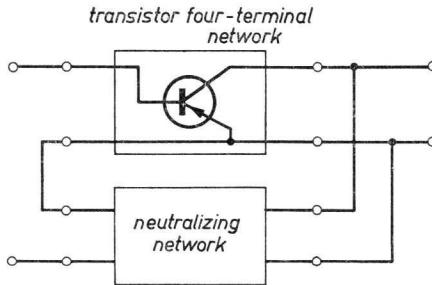 transistor four-terminal
network
neutralizing
network